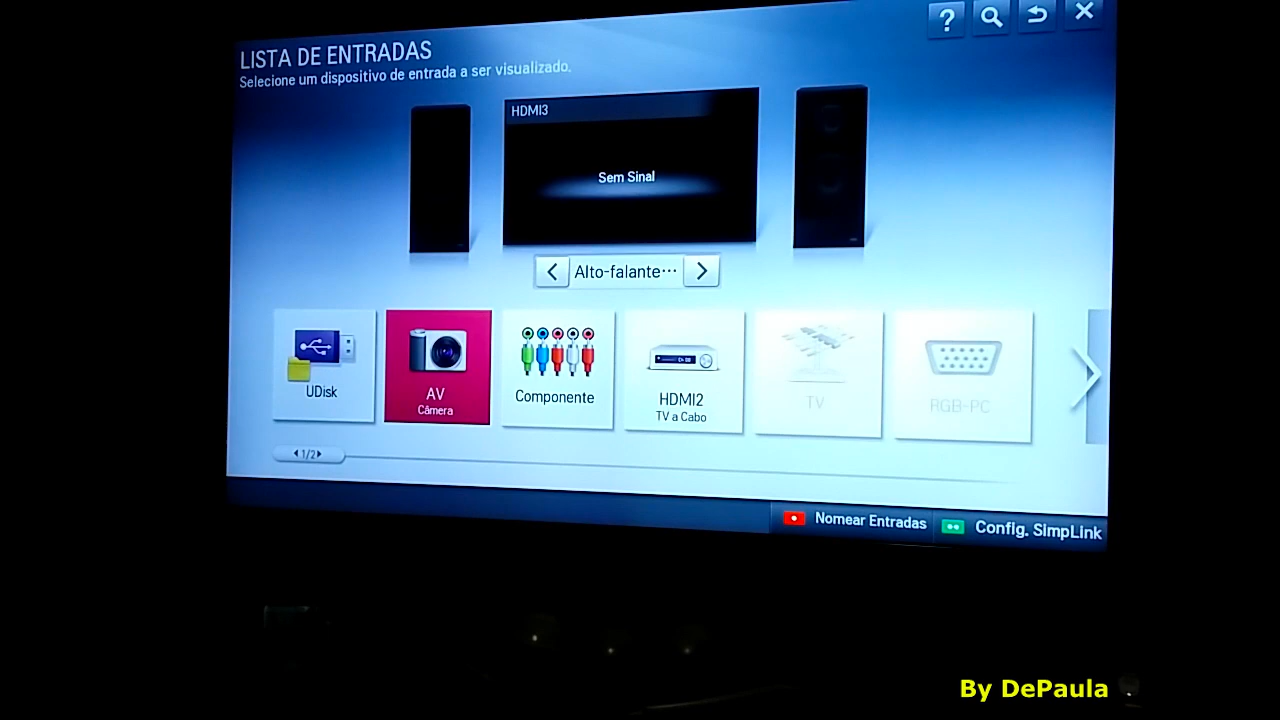 ?
LISTA DE ENTRADAS
Selecione um dispositivo de entrada a ser visualizado.
HDMI3
Sem Sinal
Alto-falante···
UDisk
AV
Câmera
Componente
HDMI2
TV a Cabo
TV
RGB-PC
1/2
Nomear Entradas
Config. SimpLink
By DePaula